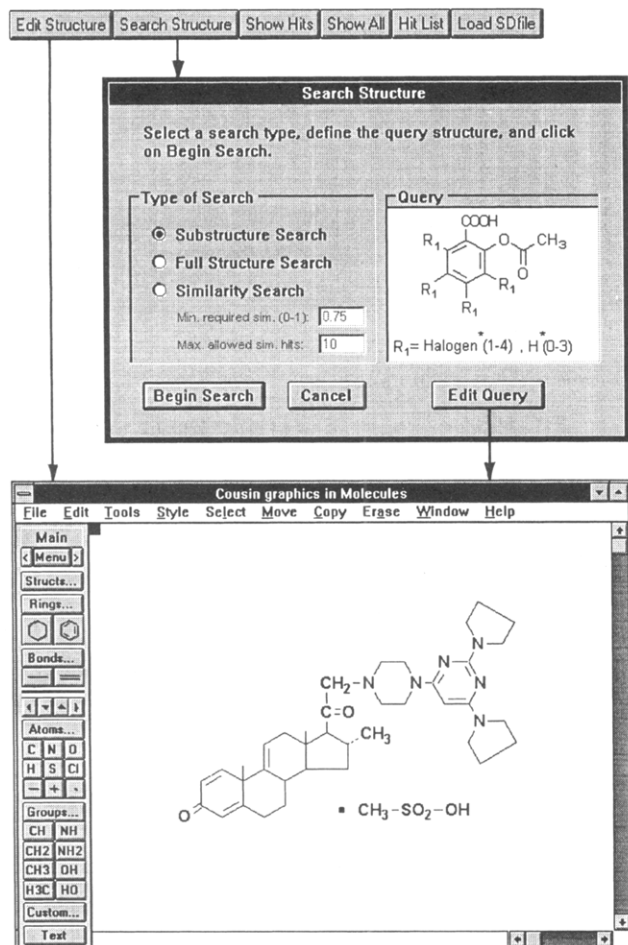 Edit Structure Search Structure Show Hits Show All Hit List Load SDfile
Search Structure
Select a search type, define the query structure, and click
on Begin Search.
Type of Search
Substructure Search
Full Structure Search
Similarity Search
Min. required sim. (0-1): 0.75
Max. allowed sim. hits: 10
Query
COOH
R1 O CH3
O
R1 R1
R1
R1= Halogen*(1-4) , H*(0-3)
Begin Search Cancel Edit Query
Cousin graphics in Molecules
File Edit Tools Style Select Move Copy Erase Window Help
Main
< Menu >
Structs...
Rings...
Bonds...
Atoms...
C N O
H S Cl
− + ·
Groups...
CH NH
CH2 NH2
CH3 OH
H3C HO
Custom...
Text
N
N N
CH2-N N N
N
C=O
CH3
O
▪ CH3-SO2-OH